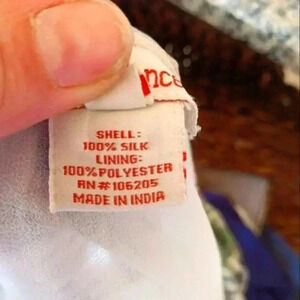 SHELL:
100% SILK
LINING:
100% POLYESTER
RN# 106205
MADE IN INDIA